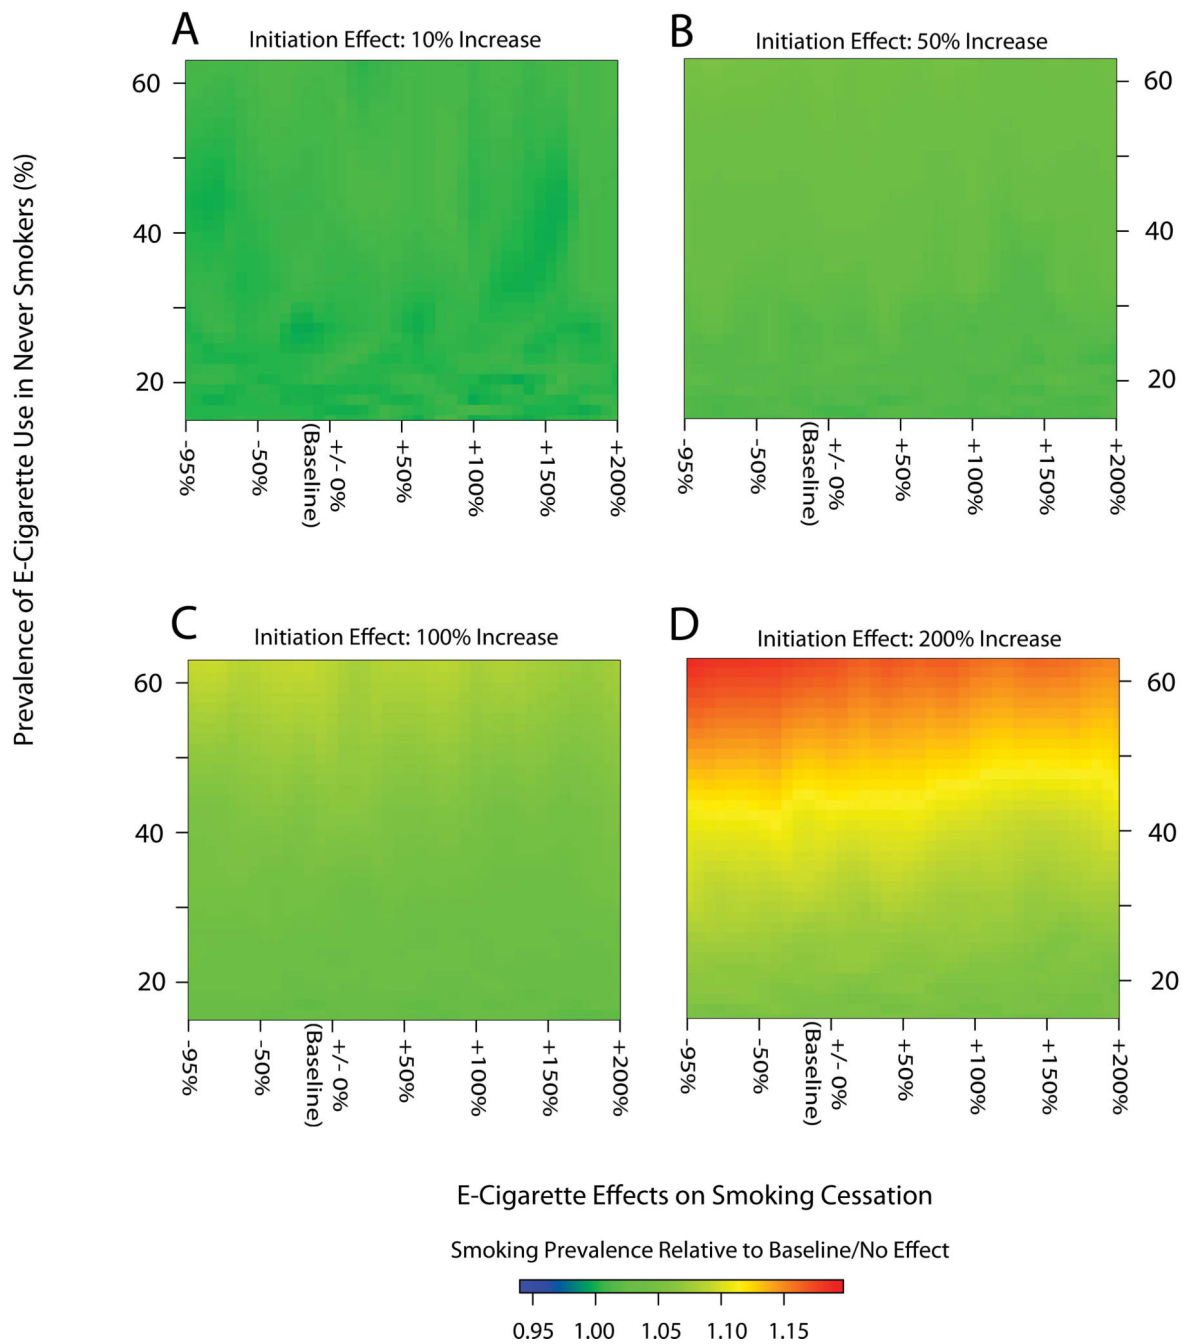 A
Initiation Effect: 10% Increase
B
Initiation Effect: 50% Increase
Prevalence of E-Cigarette Use in Never Smokers (%)
60
40
20
60
40
20
-95%
-50%
+/- 0%
(Baseline)
+50%
+100%
+150%
+200%
-95%
-50%
+/- 0%
(Baseline)
+50%
+100%
+150%
+200%
C
Initiation Effect: 100% Increase
D
Initiation Effect: 200% Increase
60
40
20
60
40
20
-95%
-50%
+/- 0%
(Baseline)
+50%
+100%
+150%
+200%
-95%
-50%
+/- 0%
(Baseline)
+50%
+100%
+150%
+200%
E-Cigarette Effects on Smoking Cessation
Smoking Prevalence Relative to Baseline/No Effect
0.95 1.00 1.05 1.10 1.15